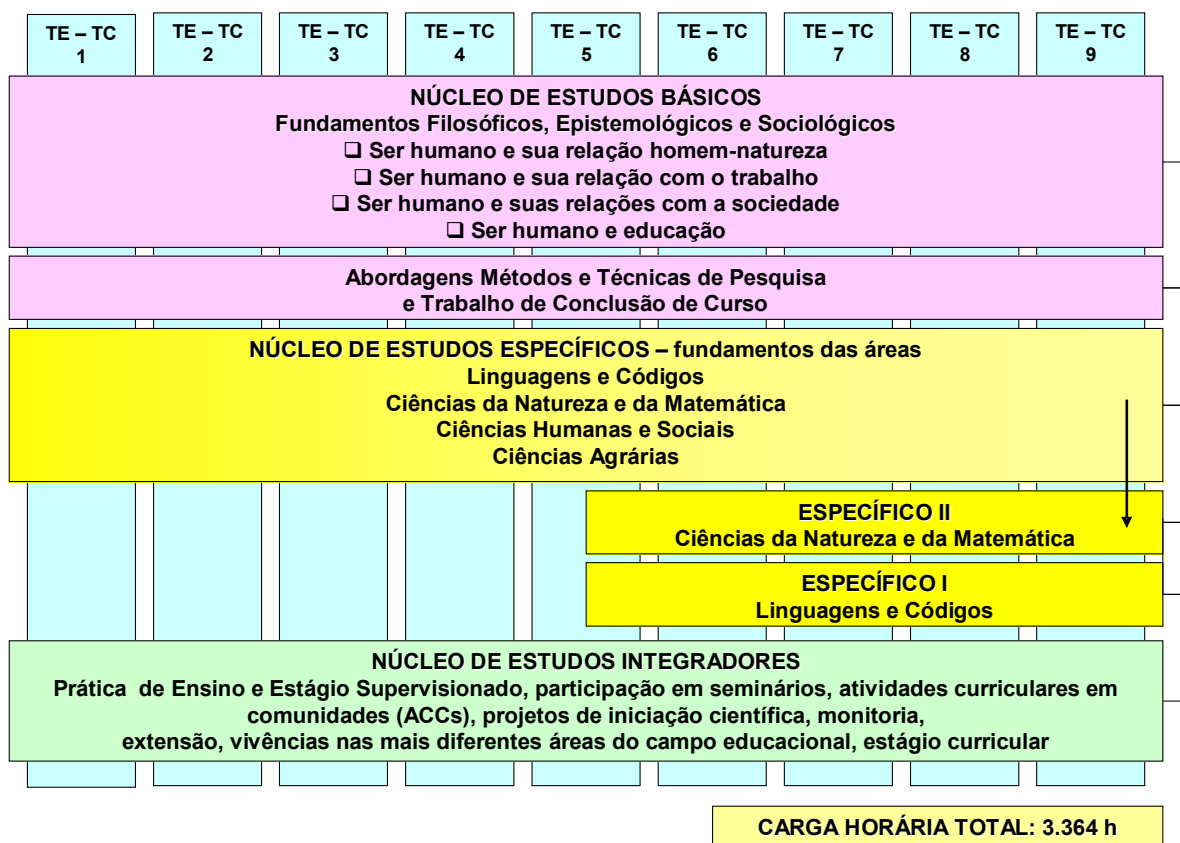 TE – TC
1
TE – TC
2
TE – TC
3
TE – TC
4
TE – TC
5
TE – TC
6
TE – TC
7
TE – TC
8
TE – TC
9
NÚCLEO DE ESTUDOS BÁSICOS
Fundamentos Filosóficos, Epistemológicos e Sociológicos
❑ Ser humano e sua relação homem-natureza
❑ Ser humano e sua relação com o trabalho
❑ Ser humano e suas relações com a sociedade
❑ Ser humano e educação
Abordagens Métodos e Técnicas de Pesquisa
e Trabalho de Conclusão de Curso
NÚCLEO DE ESTUDOS ESPECÍFICOS – fundamentos das áreas
Linguagens e Códigos
Ciências da Natureza e da Matemática
Ciências Humanas e Sociais
Ciências Agrárias
ESPECÍFICO II
Ciências da Natureza e da Matemática
ESPECÍFICO I
Linguagens e Códigos
NÚCLEO DE ESTUDOS INTEGRADORES
Prática de Ensino e Estágio Supervisionado, participação em seminários, atividades curriculares em
comunidades (ACCs), projetos de iniciação científica, monitoria,
extensão, vivências nas mais diferentes áreas do campo educacional, estágio curricular
CARGA HORÁRIA TOTAL: 3.364 h